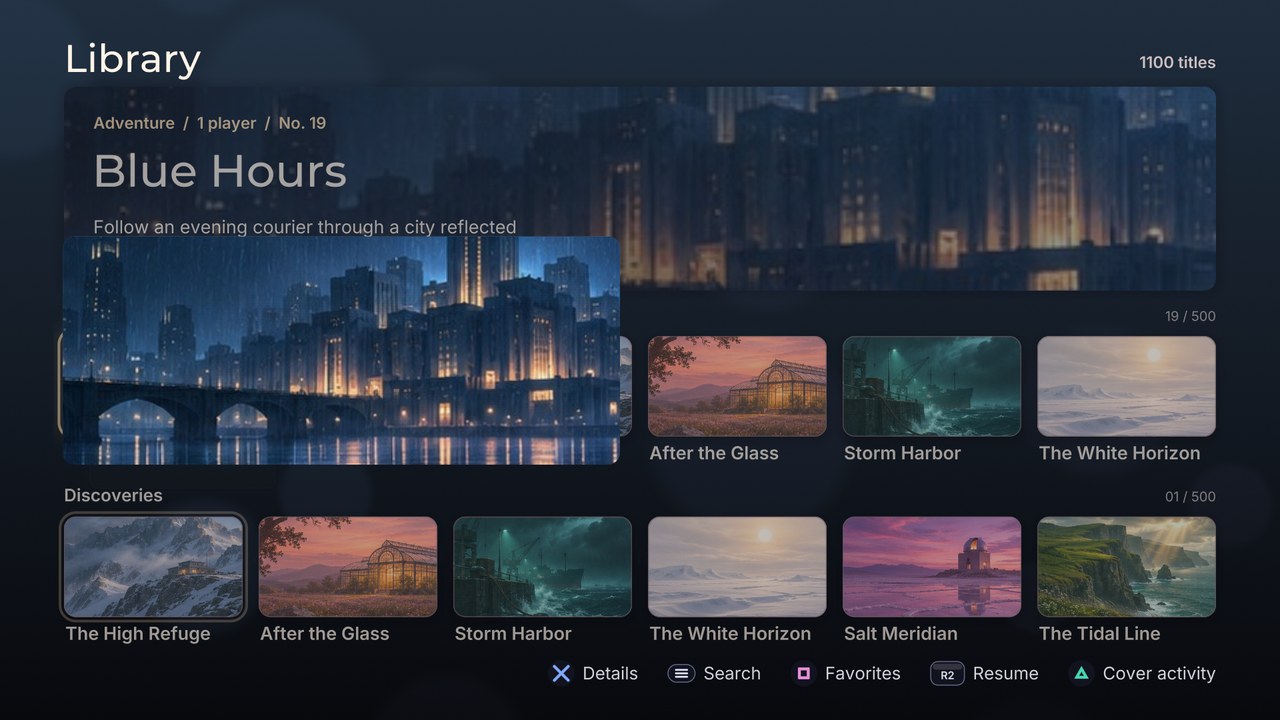 Library
1100 titles
Adventure / 1 player / No. 19
Blue Hours
Follow an evening courier through a city reflected
19 / 500
After the Glass
Storm Harbor
The White Horizon
Discoveries
01 / 500
The High Refuge
After the Glass
Storm Harbor
The White Horizon
Salt Meridian
The Tidal Line
Details
Search
Favorites
R2 Resume
Cover activity